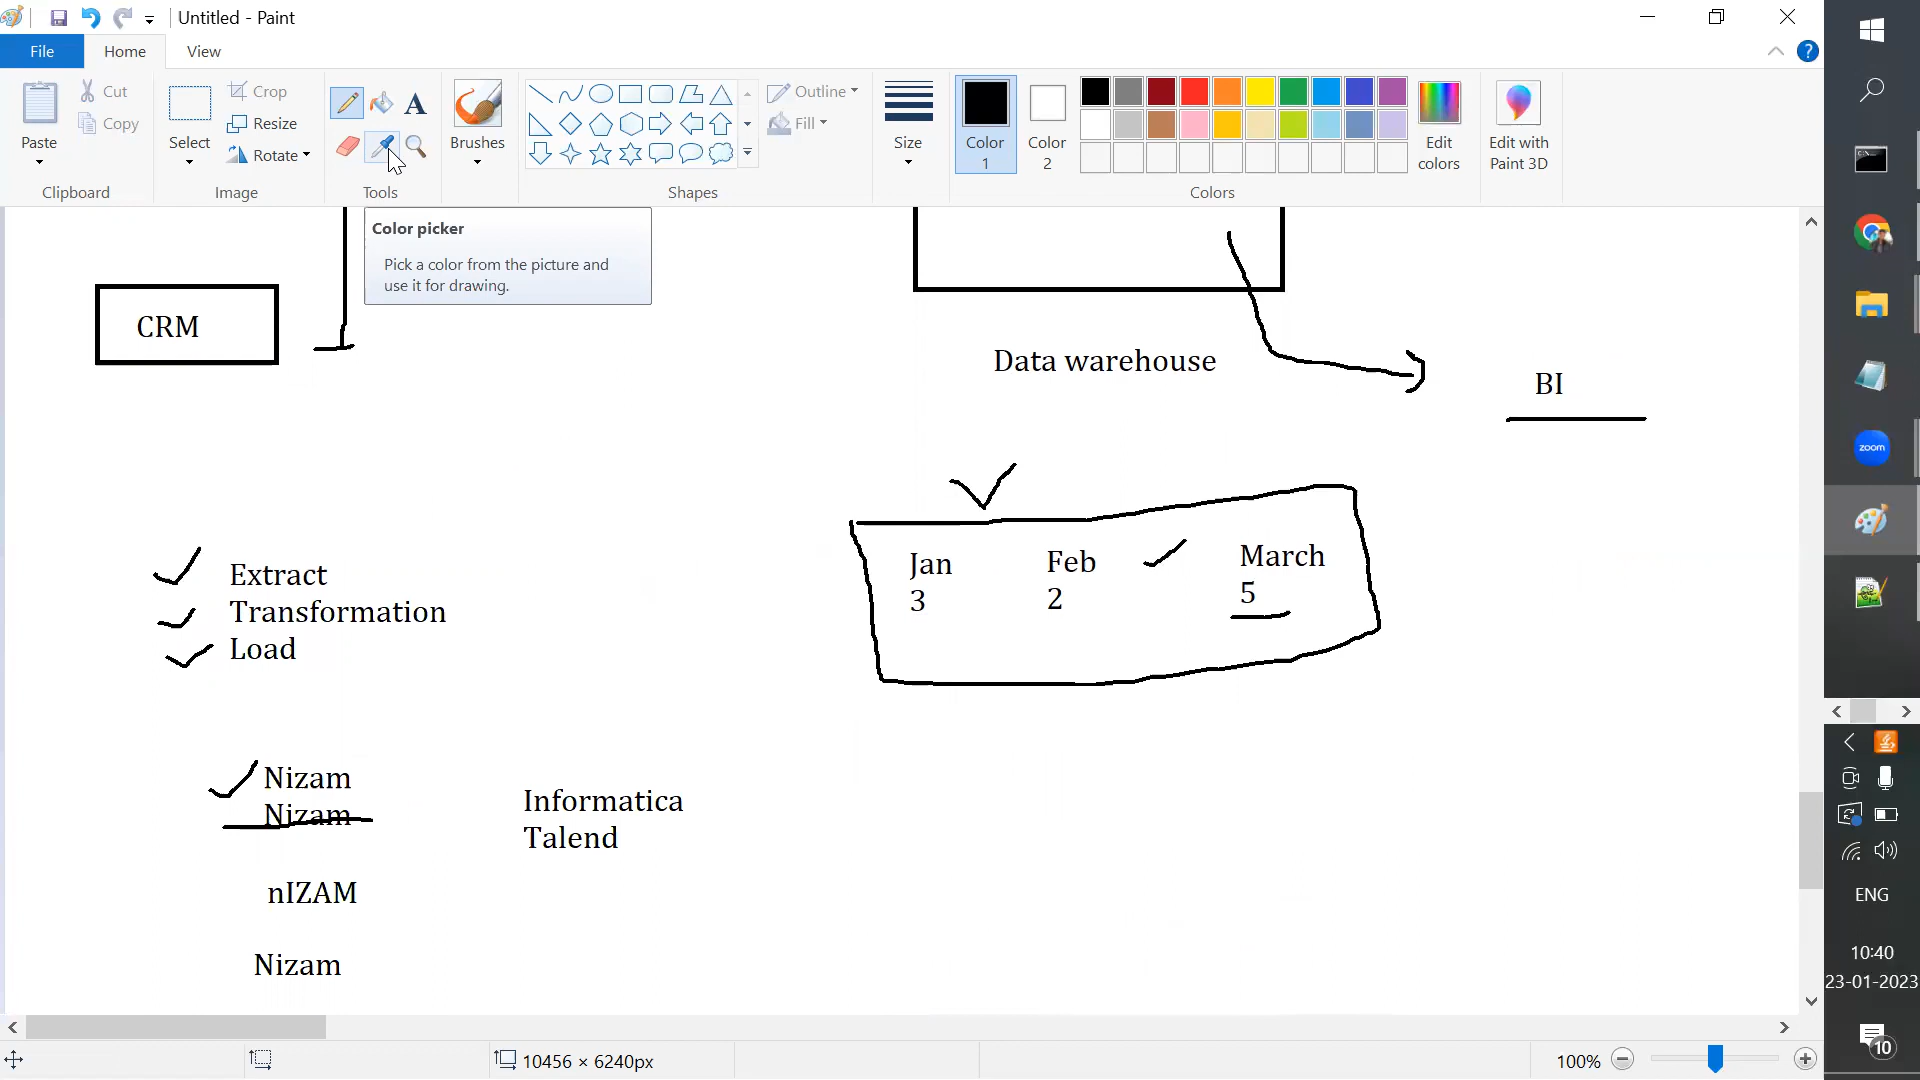 Untitled - Paint
File
Home
View
Paste
Cut
Copy
Clipboard
Select
Crop
Resize
Rotate
Image
A
Tools
Brushes
Shapes
Outline
Fill
Size
Color 1
Color 2
Edit colors
Edit with Paint 3D
Colors
Color picker
Pick a color from the picture and
use it for drawing.
CRM
Data warehouse
BI
Jan
3
Feb
2
March
5
Extract
Transformation
Load
Nizam
Nizam
Informatica
Talend
nIZAM
Nizam
10456 × 6240px
100%
zoom
ENG
10:40
23-01-2023
10